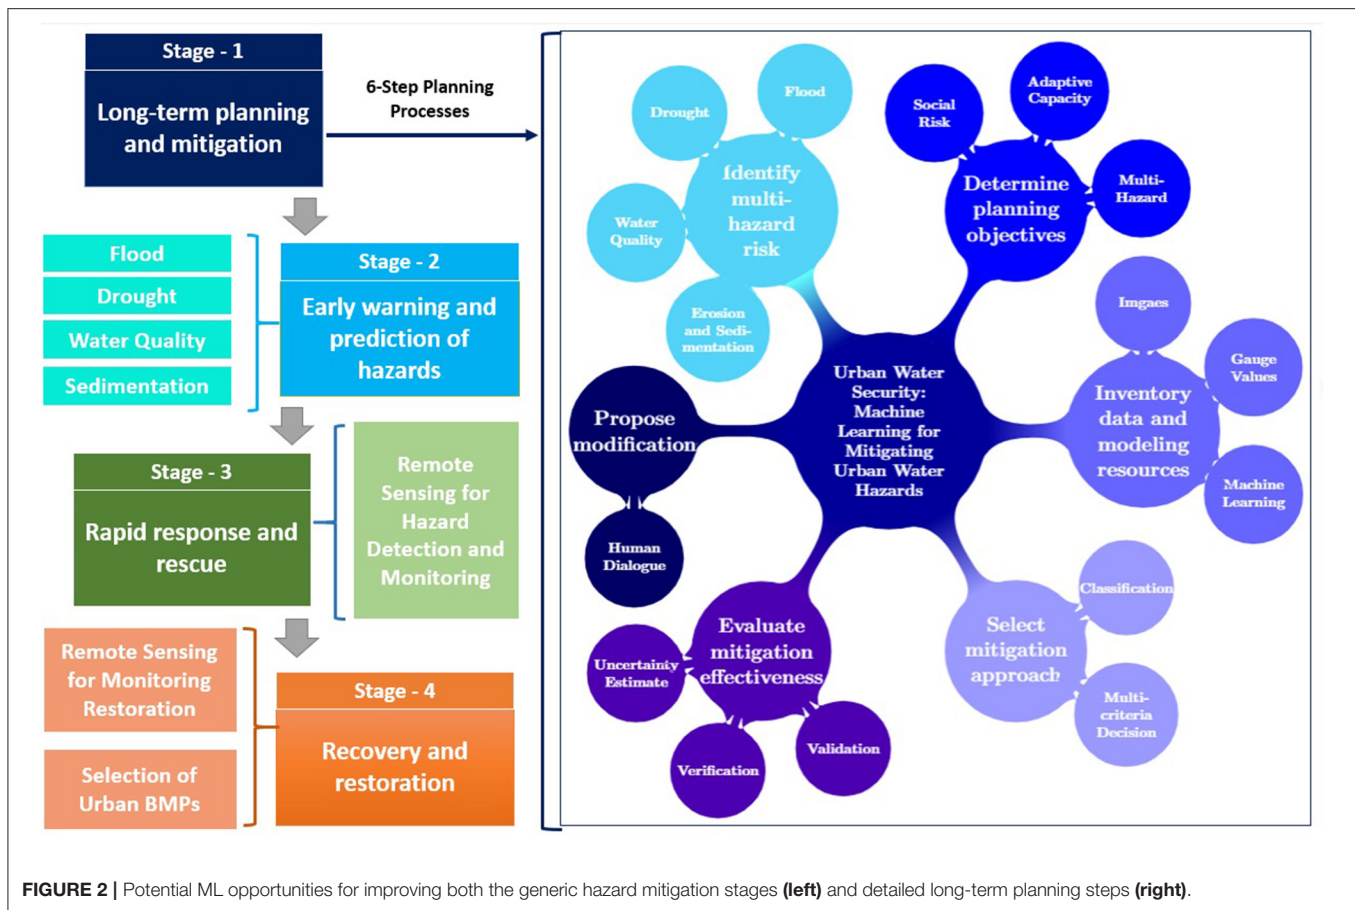 Stage - 1
Long-term planning
and mitigation
6-Step Planning
Processes
Flood
Drought
Water Quality
Sedimentation
Stage - 2
Early warning and
prediction of
hazards
Stage - 3
Rapid response and
rescue
Remote
Sensing for
Hazard
Detection and
Monitoring
Remote Sensing
for Monitoring
Restoration
Selection of
Urban BMPs
Stage - 4
Recovery and
restoration
Urban Water
Security:
Machine
Learning for
Mitigating
Urban Water
Hazards
Identify
multi-
hazard
risk
Flood
Drought
Water
Quality
Erosion
and Sedi-
mentation
Determine
planning
objectives
Social
Risk
Adaptive
Capacity
Multi-
Hazard
Inventory
data and
modeling
resources
Imgaes
Gauge
Values
Machine
Learning
Select
mitigation
approach
Classification
Multi-
criteria
Decision
Evaluate
mitigation
effectiveness
Uncertainty
Estimate
Verification
Validation
Propose
modification
Human
Dialogue
FIGURE 2 | Potential ML opportunities for improving both the generic hazard mitigation stages (left) and detailed long-term planning steps (right).